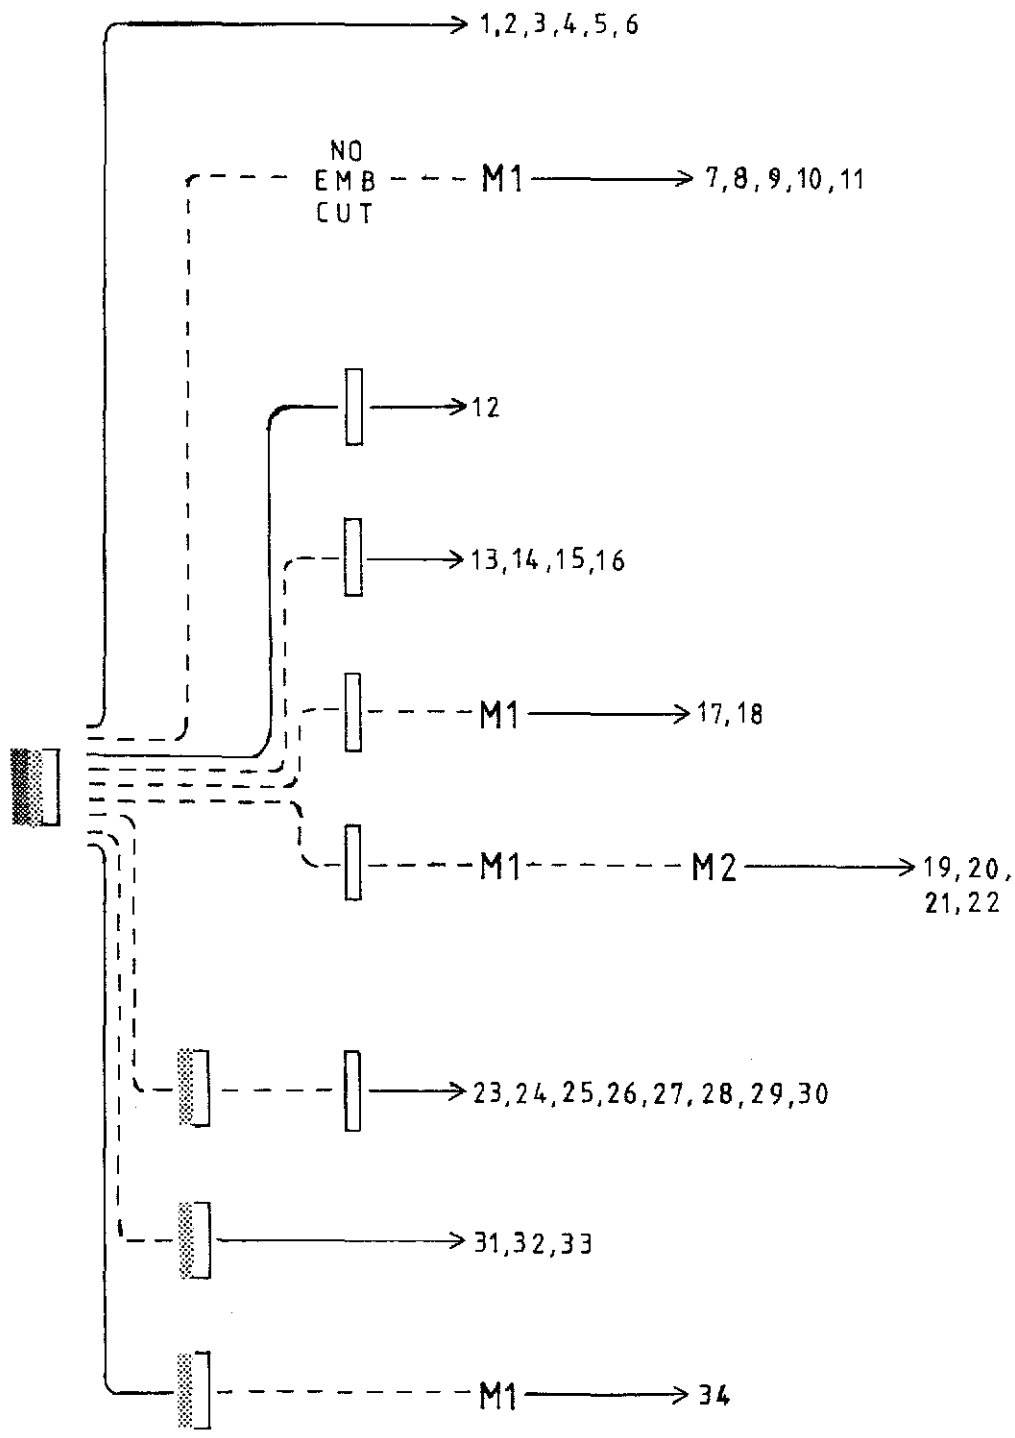 1,2,3,4,5,6
NO
EMB
CUT
M1
7,8,9,10,11
12
13,14,15,16
M1
17,18
M1
M2
19,20,
21,22
23,24,25,26,27,28,29,30
31,32,33
M1
34